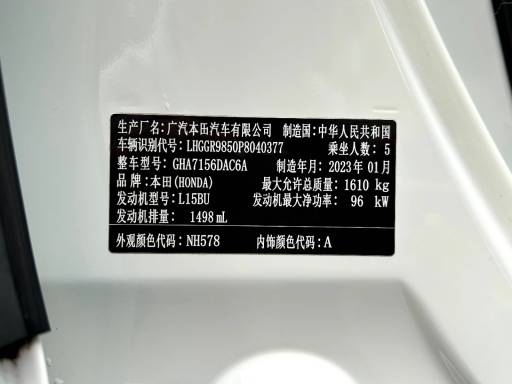 生产厂名：广汽本田汽车有限公司 制造国：中华人民共和国
车辆识别代号：LHGGR9850P8040377 乘坐人数：5
整车型号：GHA7156DAC6A 制造年月：2023年01月
品牌：本田(HONDA) 最大允许总质量：1610 kg
发动机型号：L15BU 发动机最大净功率：96 kW
发动机排量：1498 mL
外观颜色代码：NH578 内饰颜色代码：A